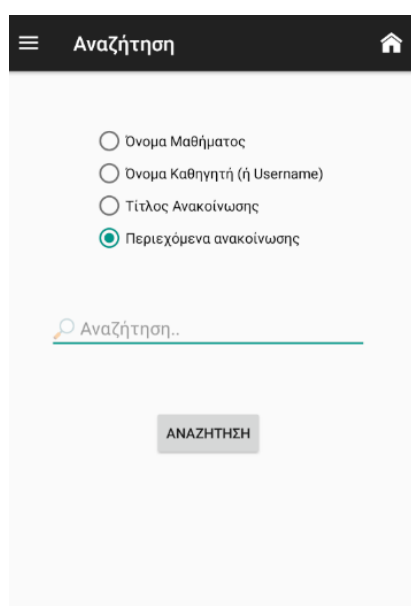 Αναζήτηση
Όνομα Μαθήματος
Όνομα Καθηγητή (ή Username)
Τίτλος Ανακοίνωσης
Περιεχόμενα ανακοίνωσης
Αναζήτηση..
ΑΝΑΖΗΤΗΣΗ